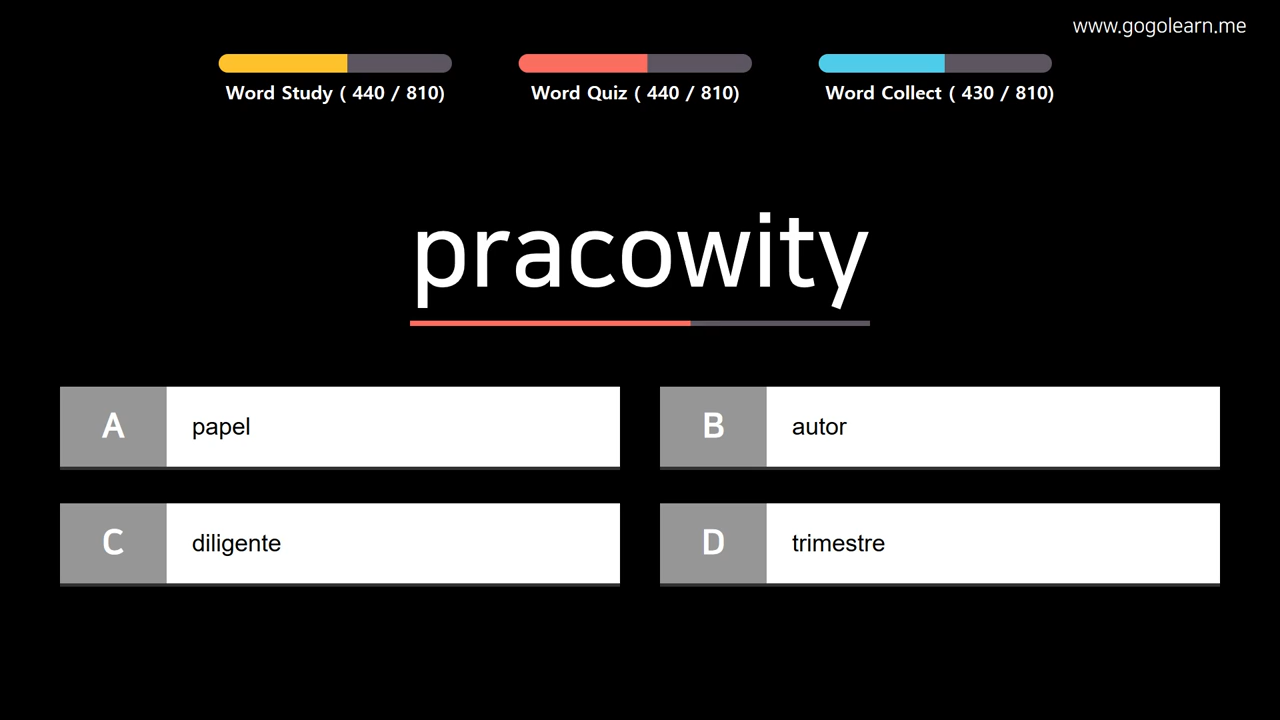 www.gogolearn.me
Word Study ( 440 / 810)
Word Quiz ( 440 / 810)
Word Collect ( 430 / 810)
pracowity
A papel
B autor
C diligente
D trimestre